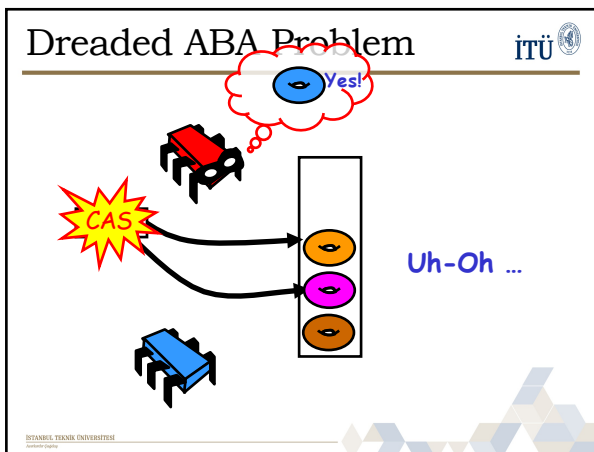 Dreaded ABA Problem
İTÜ
Yes!
CAS
Uh-Oh ...
İSTANBUL TEKNİK ÜNİVERSİTESİ